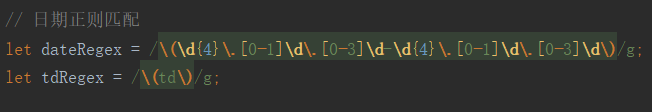 // 日期正则匹配
let dateRegex = /\(\d{4}\.[0-1]\d\.[0-3]\d-\d{4}\.[0-1]\d\.[0-3]\d\)/g;
let tdRegex = /\(td\)/g;